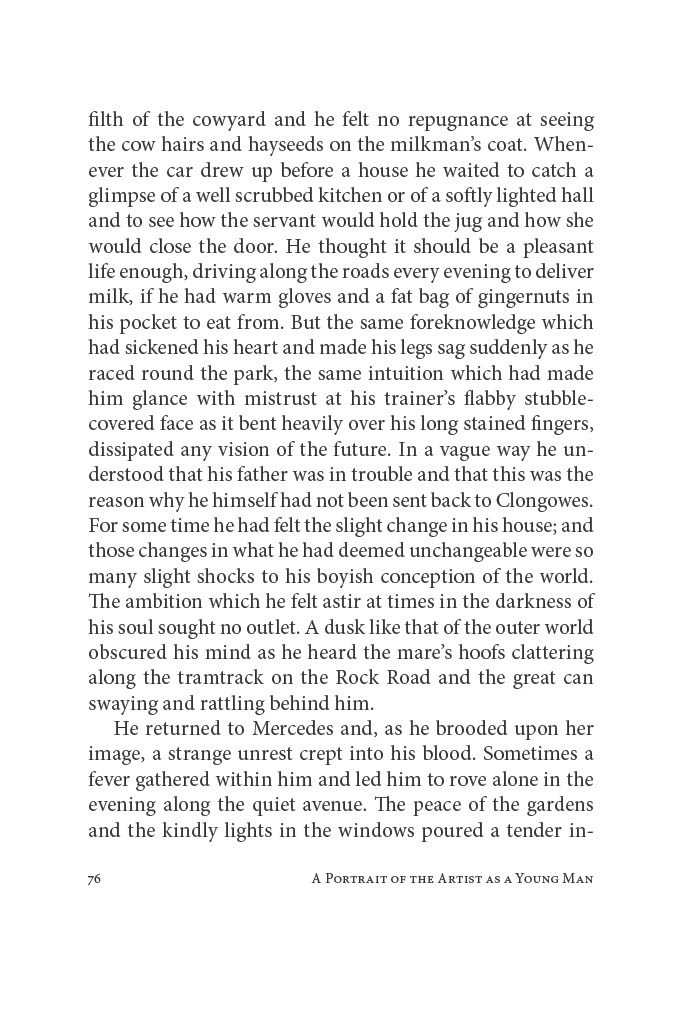 filth of the cowyard and he felt no repugnance at seeing
the cow hairs and hayseeds on the milkman’s coat. When-
ever the car drew up before a house he waited to catch a
glimpse of a well scrubbed kitchen or of a softly lighted hall
and to see how the servant would hold the jug and how she
would close the door. He thought it should be a pleasant
life enough, driving along the roads every evening to deliver
milk, if he had warm gloves and a fat bag of gingernuts in
his pocket to eat from. But the same foreknowledge which
had sickened his heart and made his legs sag suddenly as he
raced round the park, the same intuition which had made
him glance with mistrust at his trainer’s flabby stubble-
covered face as it bent heavily over his long stained fingers,
dissipated any vision of the future. In a vague way he un-
derstood that his father was in trouble and that this was the
reason why he himself had not been sent back to Clongowes.
For some time he had felt the slight change in his house; and
those changes in what he had deemed unchangeable were so
many slight shocks to his boyish conception of the world.
The ambition which he felt astir at times in the darkness of
his soul sought no outlet. A dusk like that of the outer world
obscured his mind as he heard the mare’s hoofs clattering
along the tramtrack on the Rock Road and the great can
swaying and rattling behind him.
He returned to Mercedes and, as he brooded upon her
image, a strange unrest crept into his blood. Sometimes a
fever gathered within him and led him to rove alone in the
evening along the quiet avenue. The peace of the gardens
and the kindly lights in the windows poured a tender in-
76 A Portrait of the Artist as a Young Man